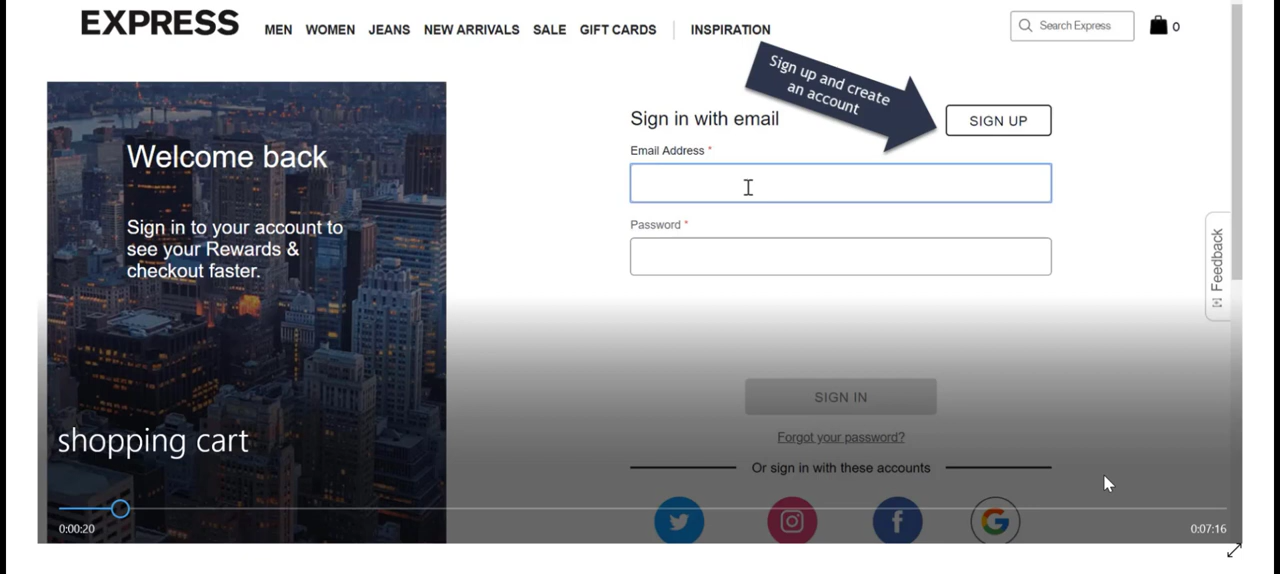 EXPRESS
MEN WOMEN JEANS NEW ARRIVALS SALE GIFT CARDS INSPIRATION
Search Express
0
Sign up and create
an account
Sign in with email
SIGN UP
Email Address *
Password *
Welcome back
Sign in to your account to
see your Rewards &
checkout faster.
Feedback
[+]
SIGN IN
Forgot your password?
Or sign in with these accounts
shopping cart
0:00:20
0:07:16